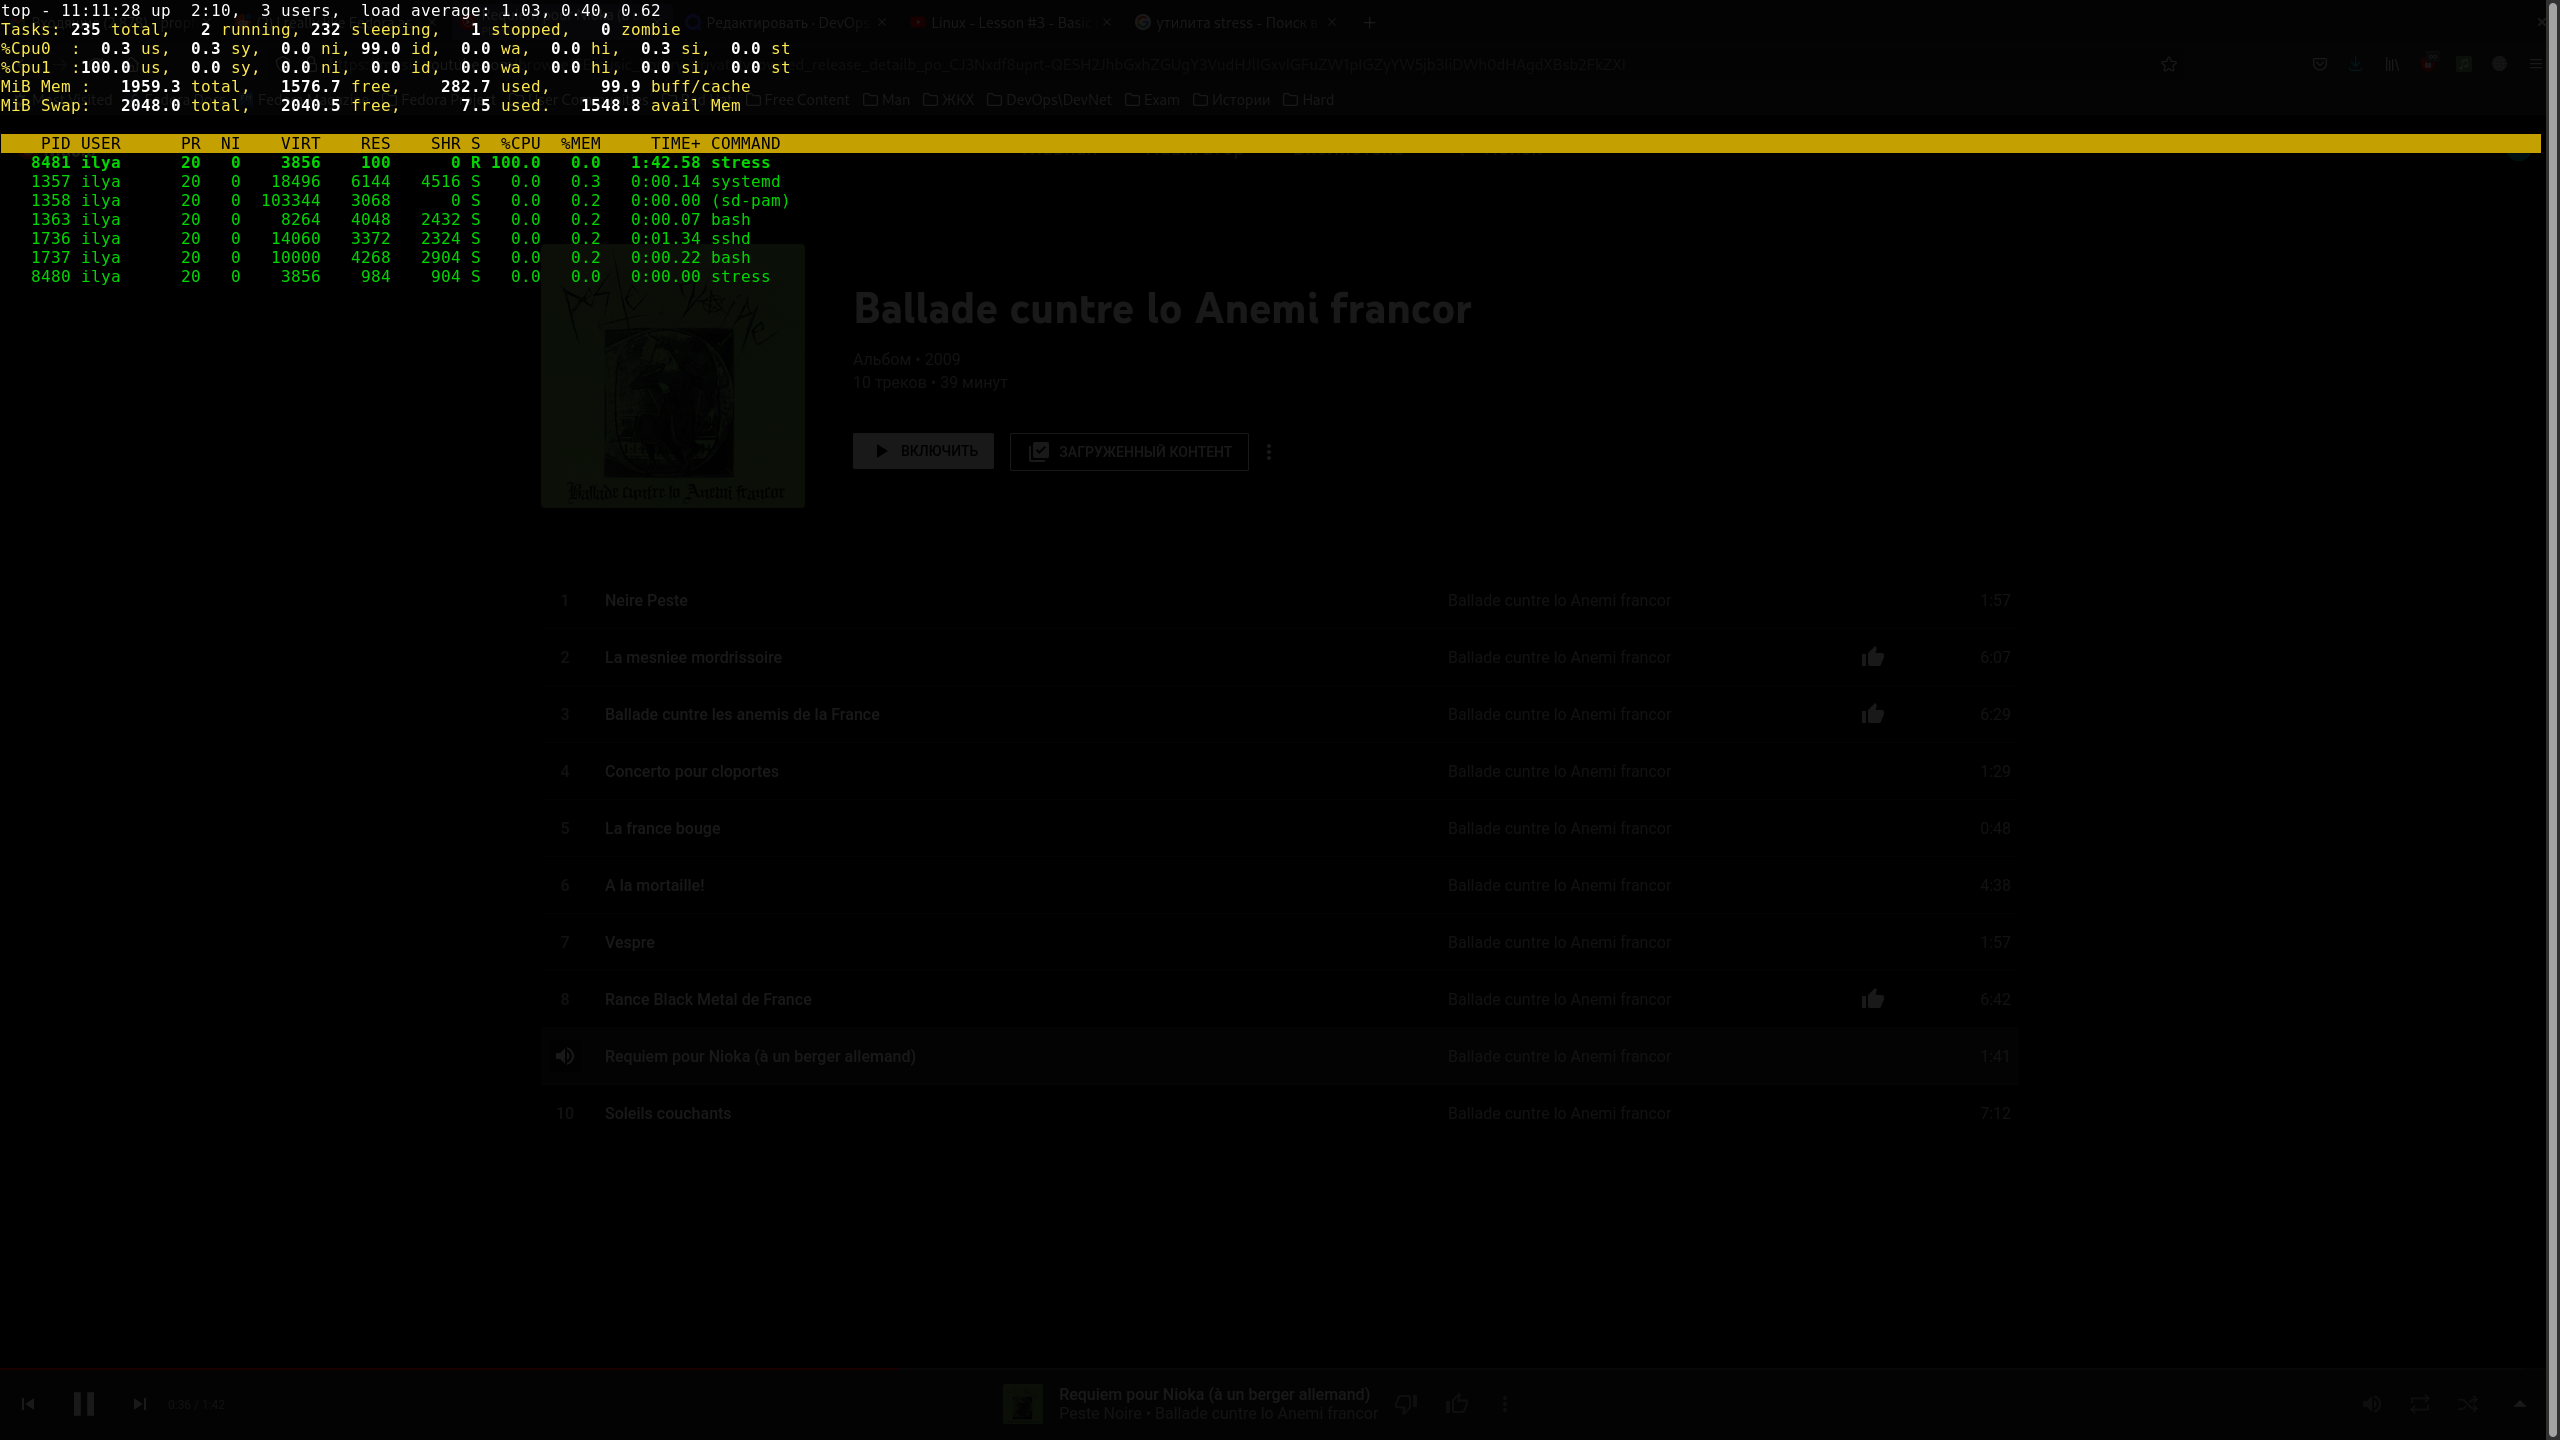 top - 11:11:28 up  2:10,  3 users,  load average: 1.03, 0.40, 0.62
Tasks: 235 total,   2 running, 232 sleeping,   1 stopped,   0 zombie
%Cpu0  :  0.3 us,  0.3 sy,  0.0 ni, 99.0 id,  0.0 wa,  0.0 hi,  0.3 si,  0.0 st
%Cpu1  :100.0 us,  0.0 sy,  0.0 ni,  0.0 id,  0.0 wa,  0.0 hi,  0.0 si,  0.0 st
MiB Mem :   1959.3 total,   1576.7 free,    282.7 used,     99.9 buff/cache
MiB Swap:   2048.0 total,   2040.5 free,      7.5 used.   1548.8 avail Mem
PID USER      PR  NI    VIRT    RES    SHR S  %CPU  %MEM     TIME+ COMMAND
8481 ilya      20   0    3856    100      0 R 100.0   0.0   1:42.58 stress
1357 ilya      20   0   18496   6144   4516 S   0.0   0.3   0:00.14 systemd
1358 ilya      20   0  103344   3068      0 S   0.0   0.2   0:00.00 (sd-pam)
1363 ilya      20   0    8264   4048   2432 S   0.0   0.2   0:00.07 bash
1736 ilya      20   0   14060   3372   2324 S   0.0   0.2   0:01.34 sshd
1737 ilya      20   0   10000   4268   2904 S   0.0   0.2   0:00.22 bash
8480 ilya      20   0    3856    984    904 S   0.0   0.0   0:00.00 stress
Редактировать - DevOps
Linux - Lesson #3 - Basic
утилита stress - Поиск в
Free Content Man ЖКХ DevOps\DevNet Exam Истории Hard
Ballade cuntre lo Anemi francor
Ballade cuntre lo Anemi francor
Альбом • 2009
10 треков • 39 минут
ВКЛЮЧИТЬ
ЗАГРУЖЕННЫЙ КОНТЕНТ
1 Neire Peste Ballade cuntre lo Anemi francor 1:57
2 La mesniee mordrissoire Ballade cuntre lo Anemi francor 6:07
3 Ballade cuntre les anemis de la France Ballade cuntre lo Anemi francor 6:29
4 Concerto pour cloportes Ballade cuntre lo Anemi francor 1:29
5 La france bouge Ballade cuntre lo Anemi francor 0:48
6 A la mortaille! Ballade cuntre lo Anemi francor 4:38
7 Vespre Ballade cuntre lo Anemi francor 1:57
8 Rance Black Metal de France Ballade cuntre lo Anemi francor 6:42
Requiem pour Nioka (à un berger allemand) Ballade cuntre lo Anemi francor 1:41
10 Soleils couchants Ballade cuntre lo Anemi francor 7:12
0:36 / 1:42
Requiem pour Nioka (à un berger allemand)
Peste Noire • Ballade cuntre lo Anemi francor